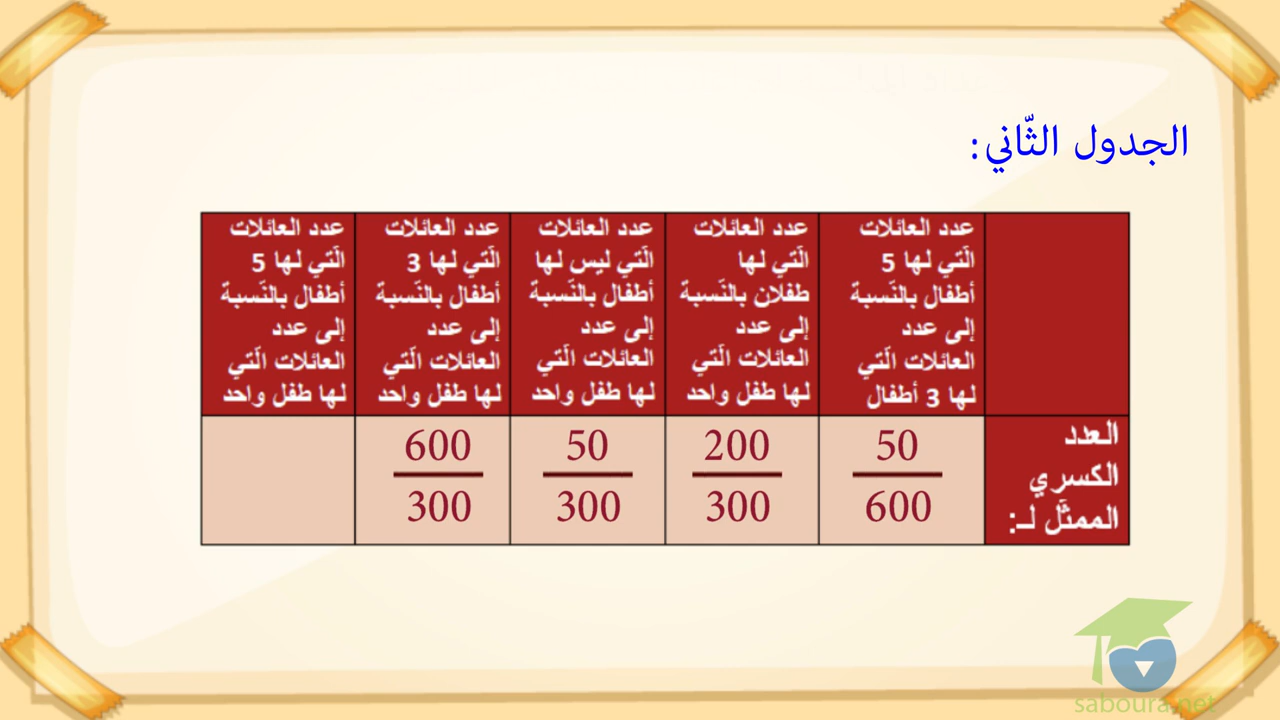 الجدول الثّاني:
عدد العائلات
الّتي لها 5
أطفال بالنّسبة
إلى عدد
العائلات الّتي
لها 3 أطفال
عدد العائلات
الّتي لها
طفلان بالنّسبة
إلى عدد
العائلات الّتي
لها طفل واحد
عدد العائلات
الّتي ليس لها
أطفال بالنّسبة
إلى عدد
العائلات الّتي
لها طفل واحد
عدد العائلات
الّتي لها 3
أطفال بالنّسبة
إلى عدد
العائلات الّتي
لها طفل واحد
عدد العائلات
الّتي لها 5
أطفال بالنّسبة
إلى عدد
العائلات الّتي
لها طفل واحد
العدد
الكسري
الممثّل لـ:
50
600
200
300
50
300
600
300
saboura.net